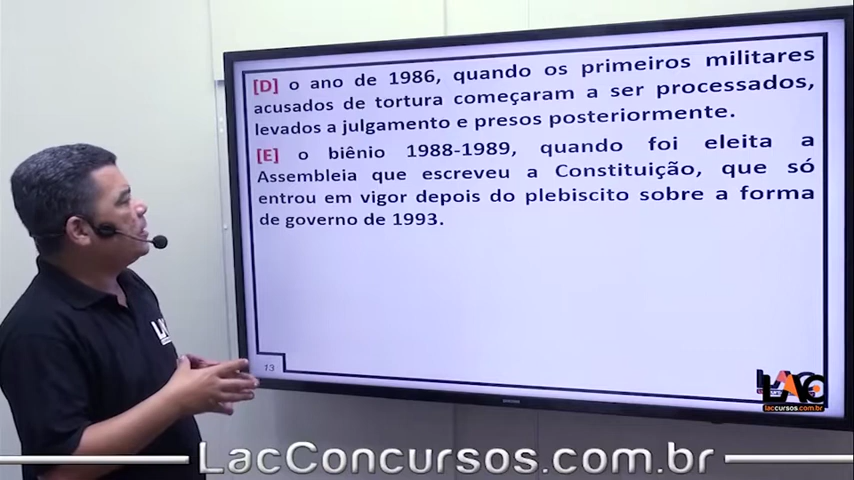 [D] o ano de 1986, quando os primeiros militares
acusados de tortura começaram a ser processados,
levados a julgamento e presos posteriormente.
[E] o biênio 1988-1989, quando foi eleita a
Assembleia que escreveu a Constituição, que só
entrou em vigor depois do plebiscito sobre a forma
de governo de 1993.
13
LAC
LAC
LACcursos.com.br
LacConcursos.com.br